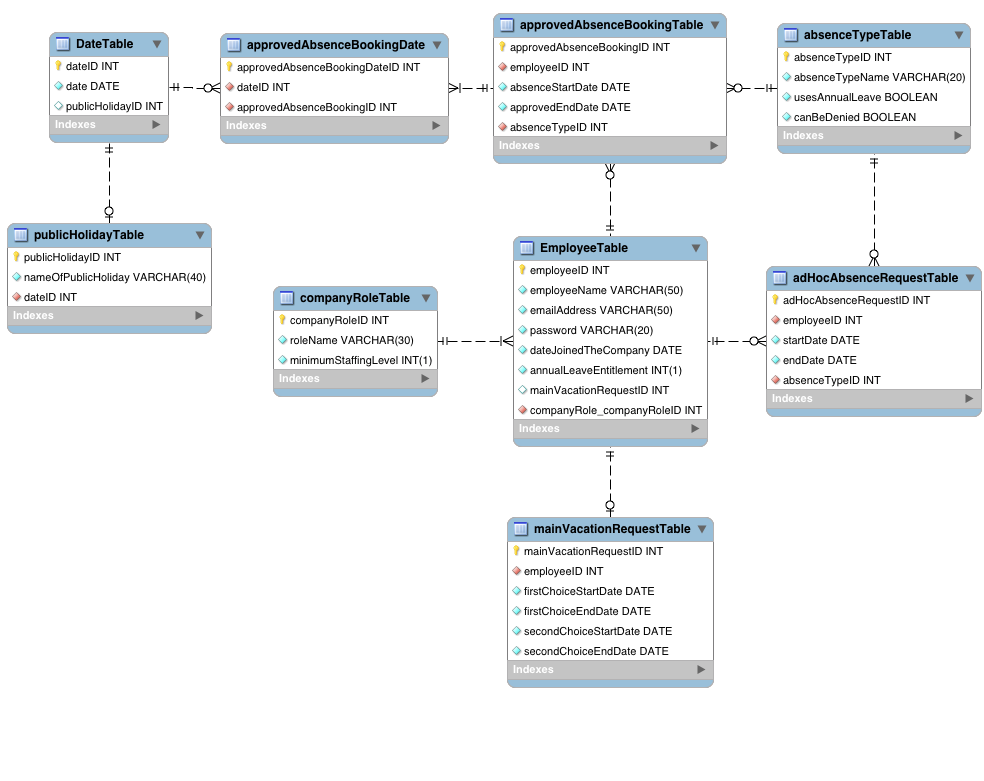 DateTable
dateID INT
date DATE
publicHolidayID INT
Indexes
approvedAbsenceBookingDate
approvedAbsenceBookingDateID INT
dateID INT
approvedAbsenceBookingID INT
Indexes
approvedAbsenceBookingTable
approvedAbsenceBookingID INT
employeeID INT
absenceStartDate DATE
approvedEndDate DATE
absenceTypeID INT
Indexes
absenceTypeTable
absenceTypeID INT
absenceTypeName VARCHAR(20)
usesAnnualLeave BOOLEAN
canBeDenied BOOLEAN
Indexes
publicHolidayTable
publicHolidayID INT
nameOfPublicHoliday VARCHAR(40)
dateID INT
Indexes
companyRoleTable
companyRoleID INT
roleName VARCHAR(30)
minimumStaffingLevel INT(1)
Indexes
EmployeeTable
employeeID INT
employeeName VARCHAR(50)
emailAddress VARCHAR(50)
password VARCHAR(20)
dateJoinedTheCompany DATE
annualLeaveEntitlement INT(1)
mainVacationRequestID INT
companyRole_companyRoleID INT
Indexes
adHocAbsenceRequestTable
adHocAbsenceRequestID INT
employeeID INT
startDate DATE
endDate DATE
absenceTypeID INT
Indexes
mainVacationRequestTable
mainVacationRequestID INT
employeeID INT
firstChoiceStartDate DATE
firstChoiceEndDate DATE
secondChoiceStartDate DATE
secondChoiceEndDate DATE
Indexes